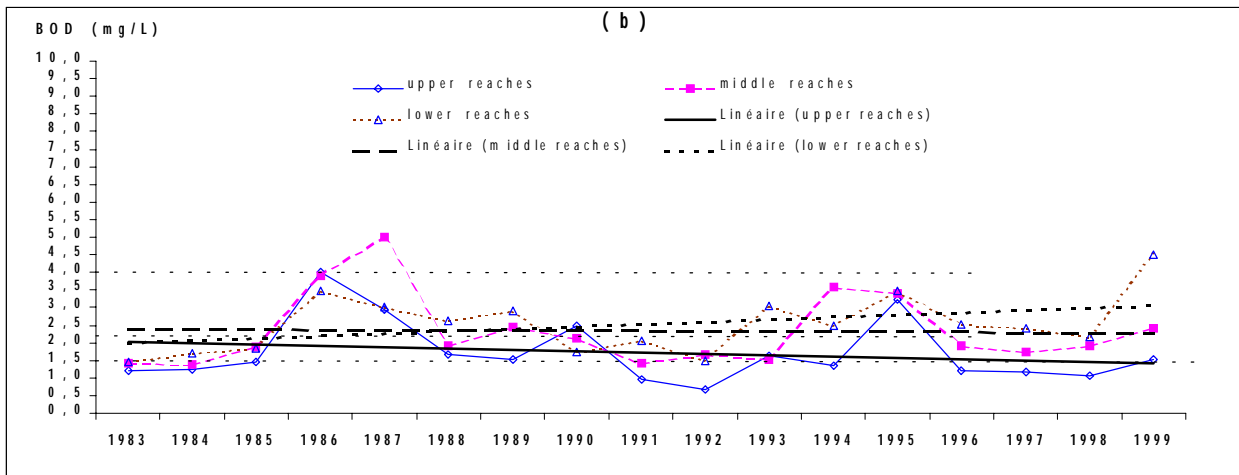 (b)
BOD (mg/L)
10,0
9,5
9,0
8,5
8,0
7,5
7,0
6,5
6,0
5,5
5,0
4,5
4,0
3,5
3,0
2,5
2,0
1,5
1,0
0,5
0,0
upper reaches
middle reaches
lower reaches
Linéaire (upper reaches)
Linéaire (middle reaches)
Linéaire (lower reaches)
1983 1984 1985 1986 1987 1988 1989 1990 1991 1992 1993 1994 1995 1996 1997 1998 1999